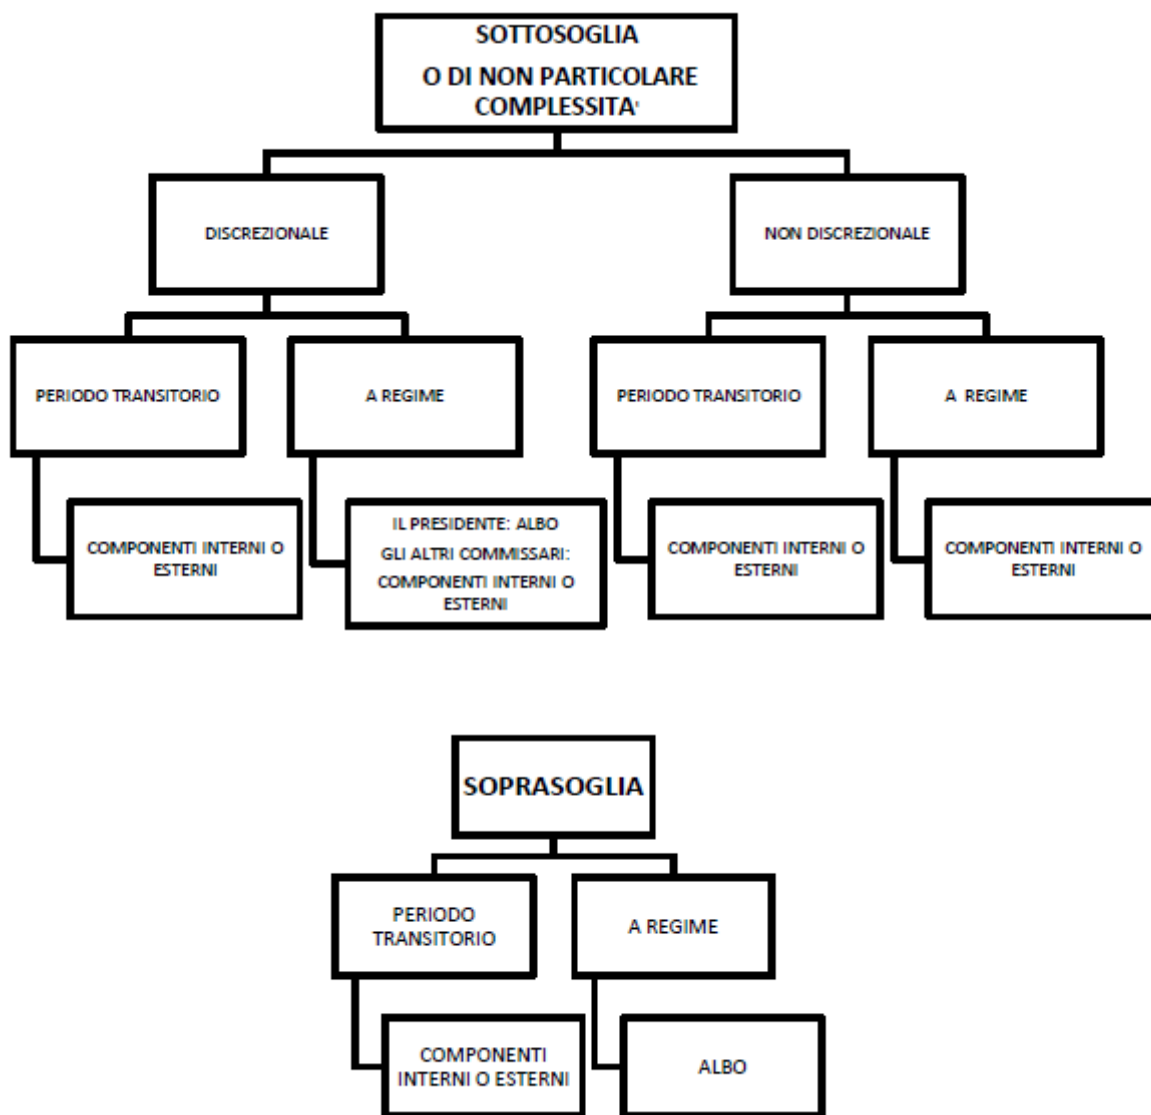 SOTTOSOGLIA
O DI NON PARTICOLARE
COMPLESSITA'
DISCREZIONALE
NON DISCREZIONALE
PERIODO TRANSITORIO
A REGIME
PERIODO TRANSITORIO
A REGIME
COMPONENTI INTERNI O
ESTERNI
IL PRESIDENTE: ALBO
GLI ALTRI COMMISSARI:
COMPONENTI INTERNI O
ESTERNI
COMPONENTI INTERNI O
ESTERNI
COMPONENTI INTERNI O
ESTERNI
SOPRASOGLIA
PERIODO
TRANSITORIO
A REGIME
COMPONENTI
INTERNI O ESTERNI
ALBO